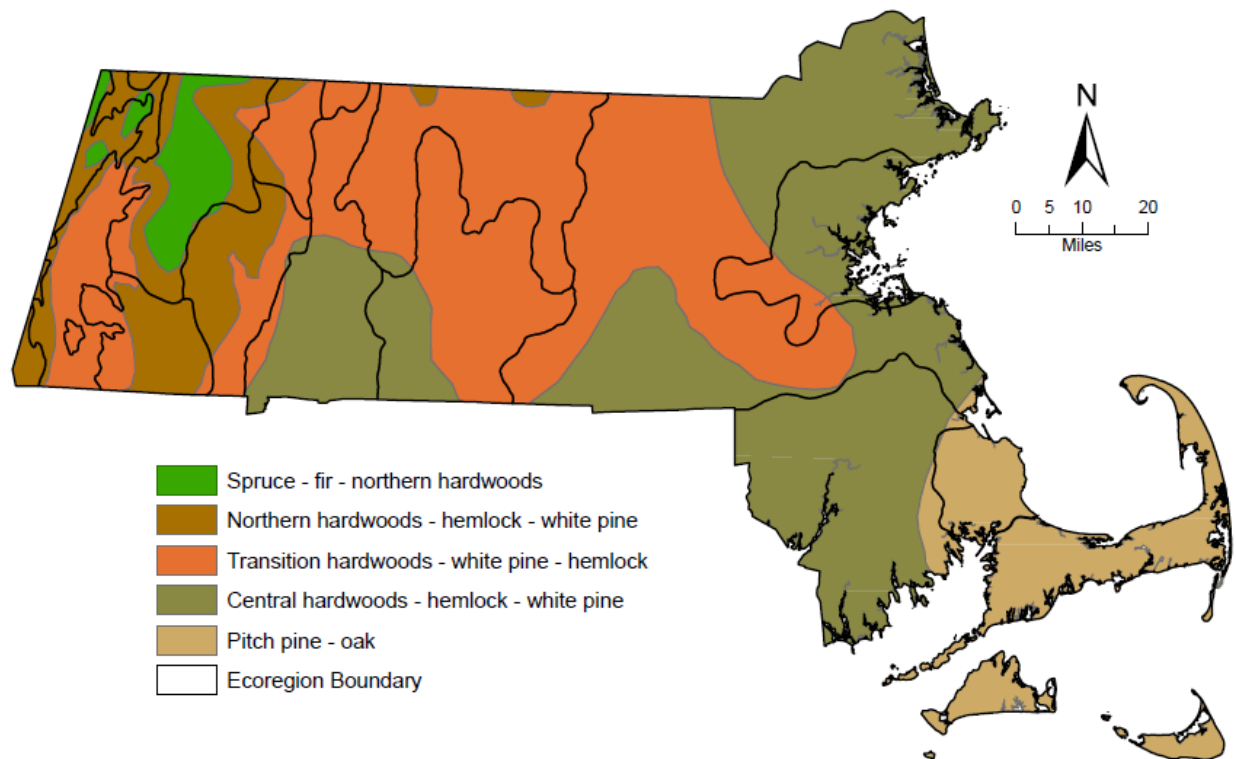 N
0 5 10 20
Miles
Spruce - fir - northern hardwoods
Northern hardwoods - hemlock - white pine
Transition hardwoods - white pine - hemlock
Central hardwoods - hemlock - white pine
Pitch pine - oak
Ecoregion Boundary